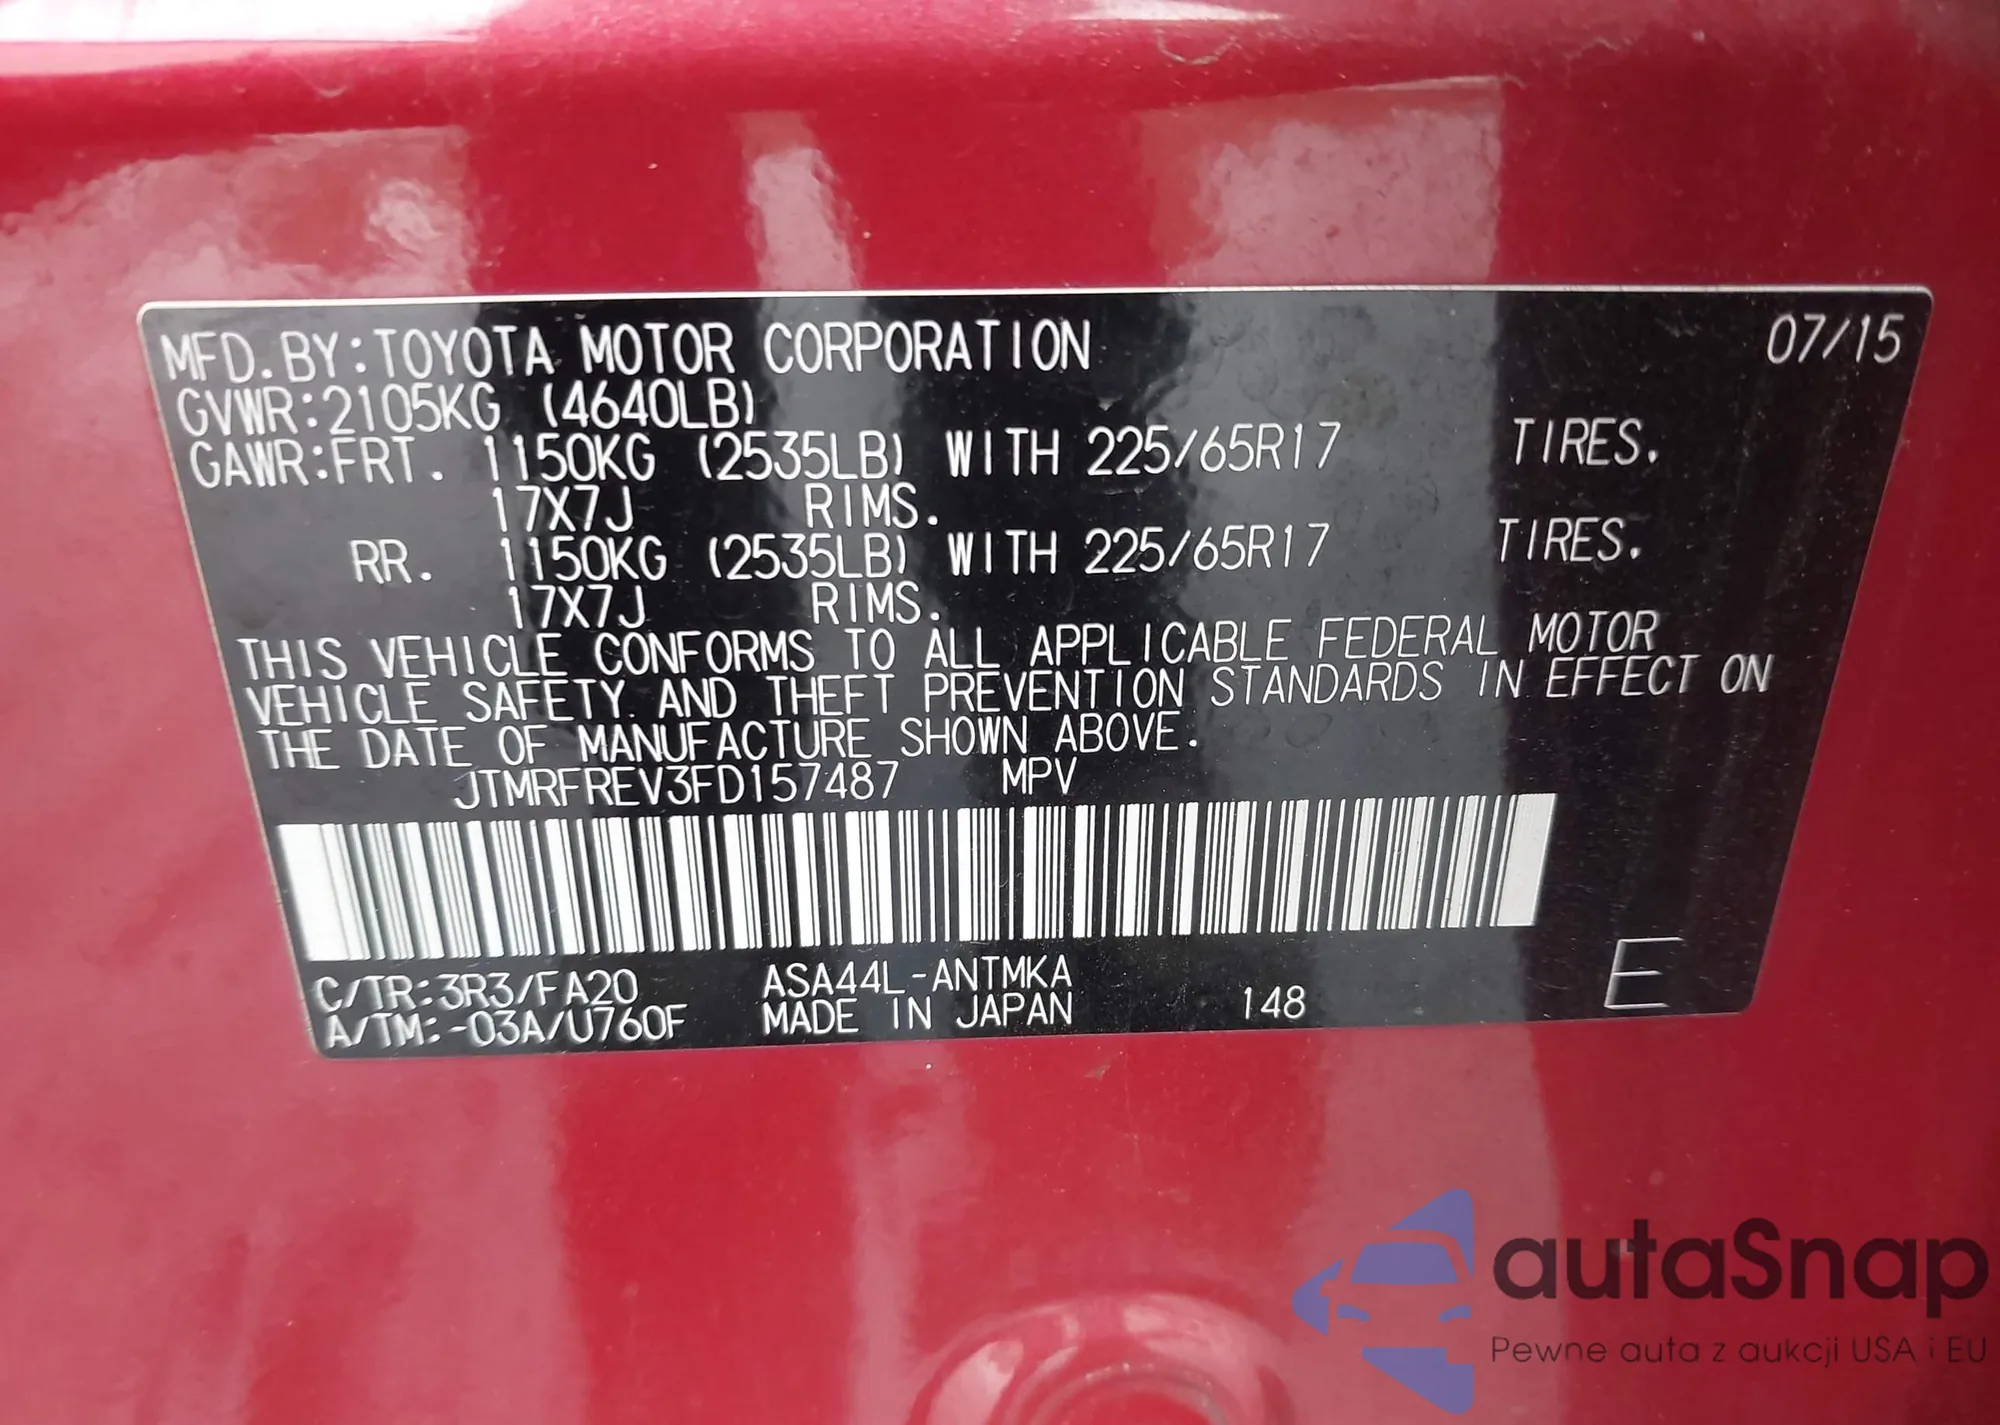 MFD.BY:TOYOTA MOTOR CORPORATION 07/15
GVWR:2105KG (4640LB)
GAWR:FRT. 1150KG (2535LB) WITH 225/65R17 TIRES.
17X7J RIMS.
RR. 1150KG (2535LB) WITH 225/65R17 TIRES.
17X7J RIMS.
THIS VEHICLE CONFORMS TO ALL APPLICABLE FEDERAL MOTOR
VEHICLE SAFETY AND THEFT PREVENTION STANDARDS IN EFFECT ON
THE DATE OF MANUFACTURE SHOWN ABOVE.
JTMRFREV3FD157487 MPV
C/TR:3R3/FA20 ASA44L-ANTMKA
A/TM:-03A/U760F MADE IN JAPAN 148 E
autaSnap
Pewne auta z aukcji USA i EU